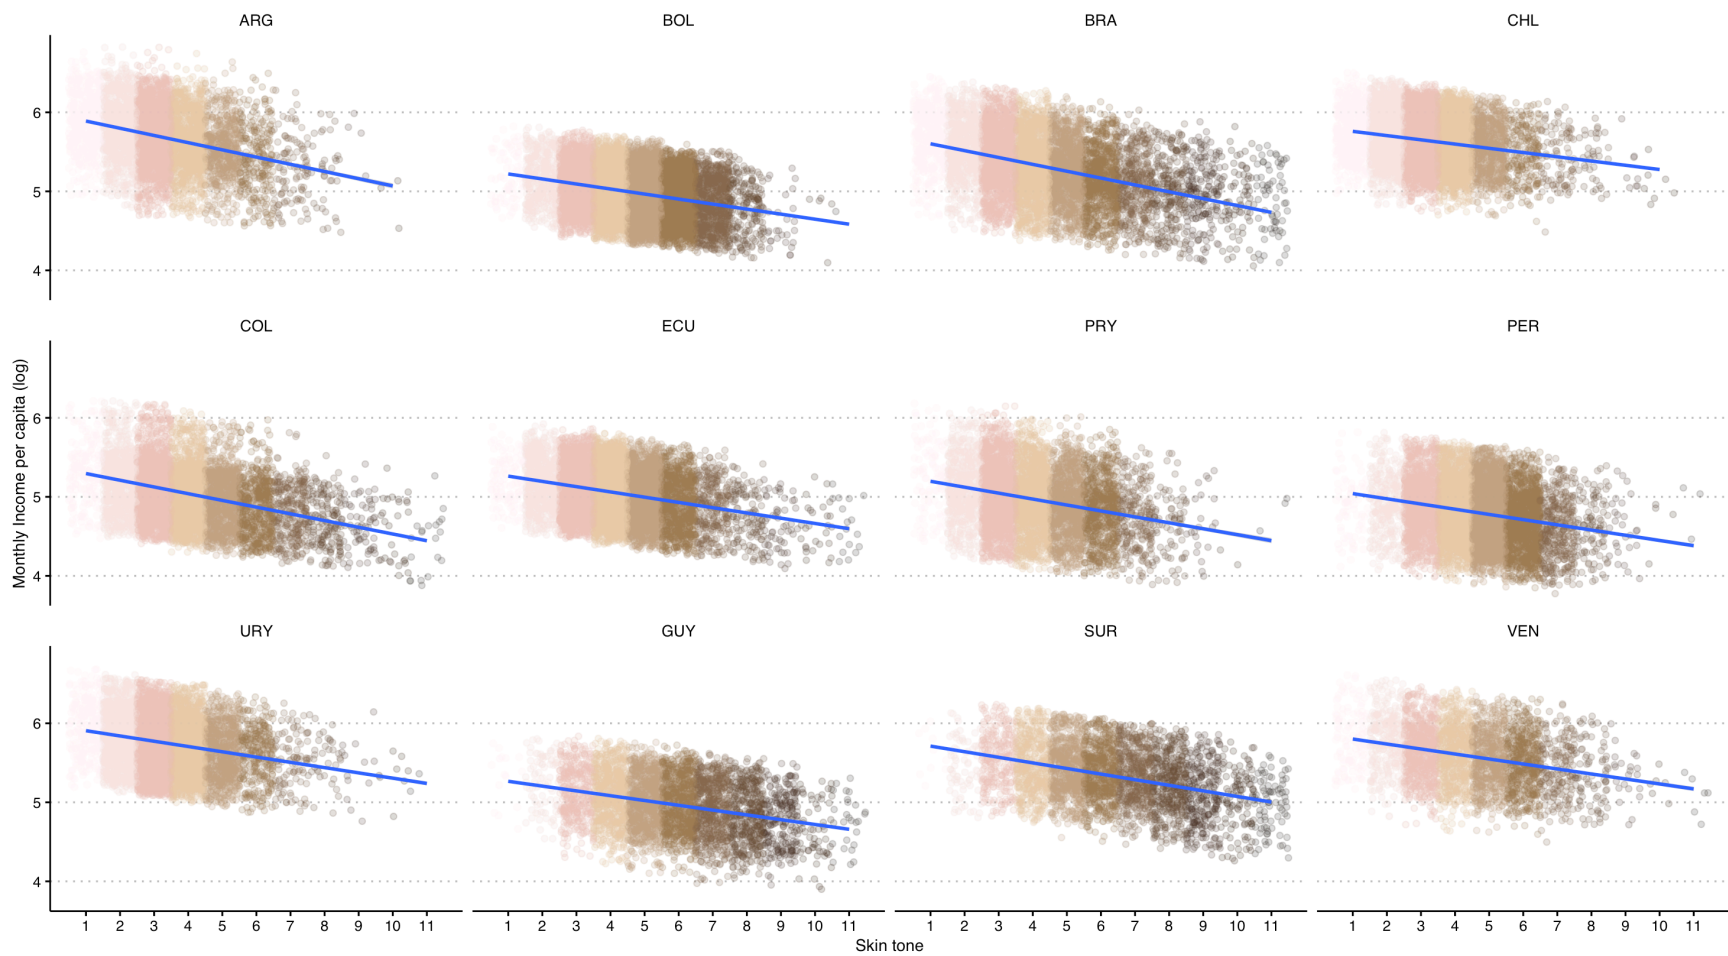 ARG BOL BRA CHL
6
5
4
COL ECU PRY PER
6
5
4
Monthly Income per capita (log)
URY GUY SUR VEN
6
5
4
1 2 3 4 5 6 7 8 9 10 11 1 2 3 4 5 6 7 8 9 10 11 1 2 3 4 5 6 7 8 9 10 11 1 2 3 4 5 6 7 8 9 10 11
Skin tone